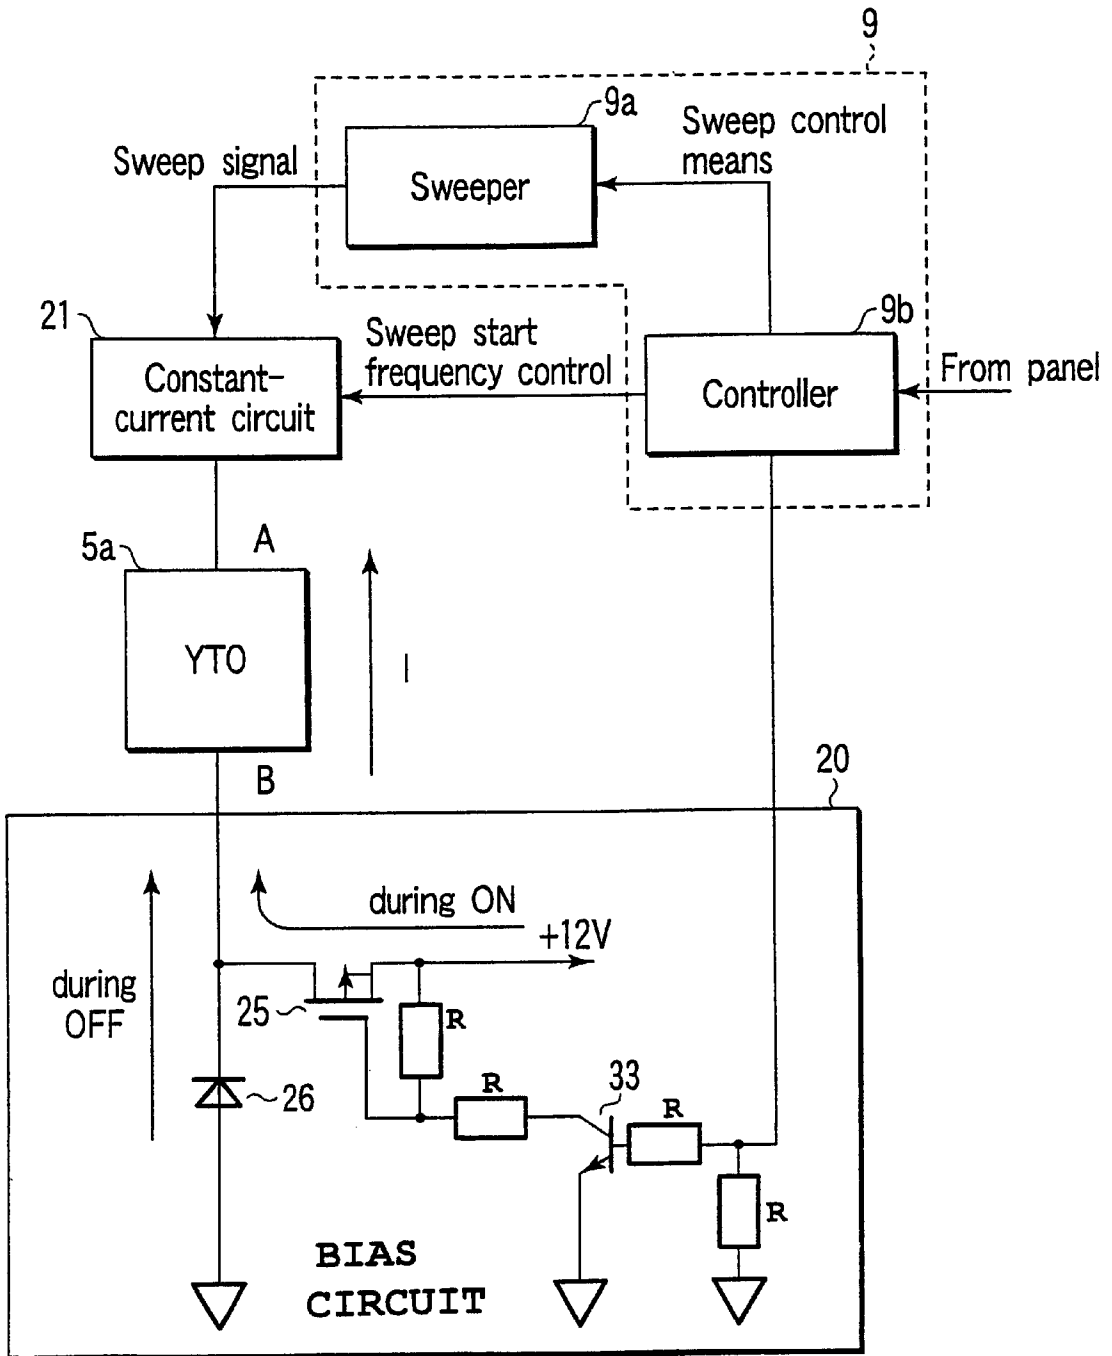 9
9a
Sweep control
means
Sweep signal
Sweeper
21
9b
Sweep start
frequency control
From panel
Constant-
current circuit
Controller
A
5a
YTO
I
B
20
during ON
+12V
during
OFF
25
R
R
33
R
26
R
BIAS
CIRCUIT